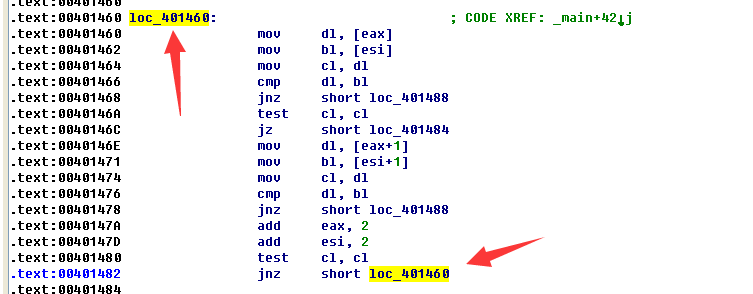 .text:00401460
.text:00401460 loc_401460: ; CODE XREF: _main+42↓j
.text:00401460 mov dl, [eax]
.text:00401462 mov bl, [esi]
.text:00401464 mov cl, dl
.text:00401466 cmp dl, bl
.text:00401468 jnz short loc_401488
.text:0040146A test cl, cl
.text:0040146C jz short loc_401484
.text:0040146E mov dl, [eax+1]
.text:00401471 mov bl, [esi+1]
.text:00401474 mov cl, dl
.text:00401476 cmp dl, bl
.text:00401478 jnz short loc_401488
.text:0040147A add eax, 2
.text:0040147D add esi, 2
.text:00401480 test cl, cl
.text:00401482 jnz short loc_401460
.text:00401484